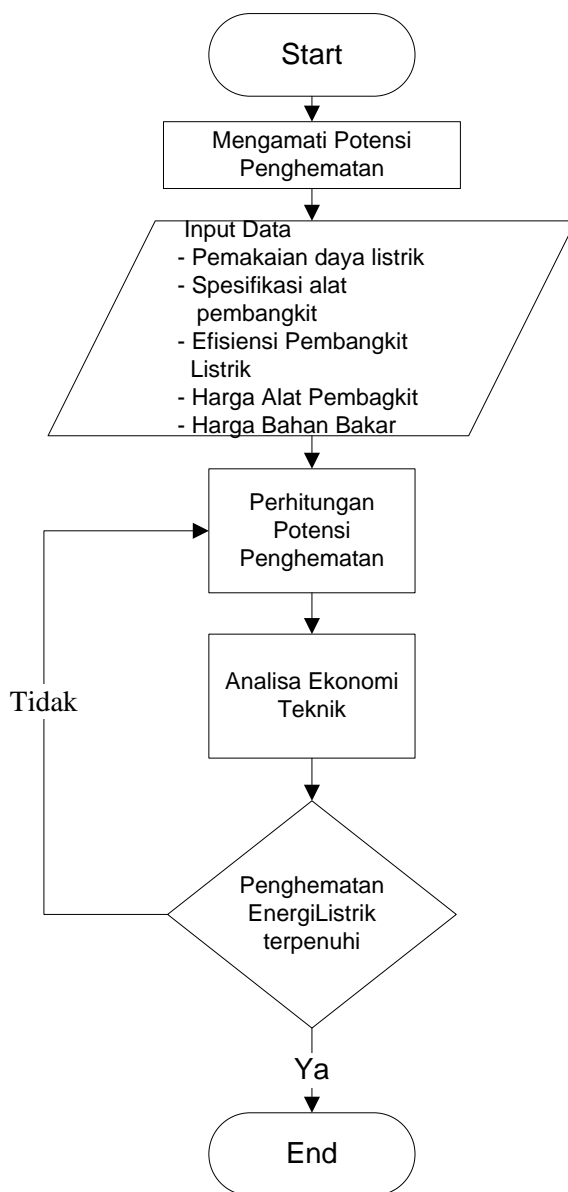 Start
Mengamati Potensi
Penghematan
Input Data
- Pemakaian daya listrik
- Spesifikasi alat
pembangkit
- Efisiensi Pembangkit
Listrik
- Harga Alat Pembagkit
- Harga Bahan Bakar
Perhitungan
Potensi
Penghematan
Analisa Ekonomi
Teknik
Tidak
Penghematan
EnergiListrik
terpenuhi
Ya
End